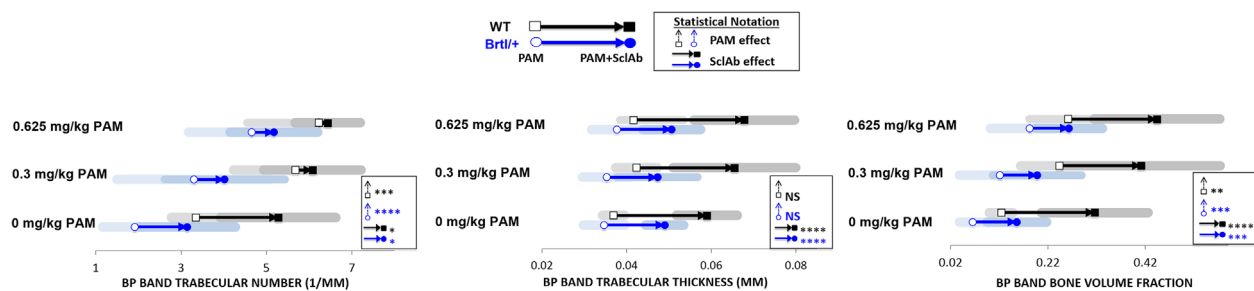 WT
Brtl/+
PAM
PAM+SclAb
Statistical Notation
PAM effect
SclAb effect
0.625 mg/kg PAM
0.3 mg/kg PAM
0 mg/kg PAM
***
****
*
*
1 3 5 7
BP BAND TRABECULAR NUMBER (1/MM)
0.625 mg/kg PAM
0.3 mg/kg PAM
0 mg/kg PAM
NS
NS
****
****
0.02 0.04 0.06 0.08
BP BAND TRABECULAR THICKNESS (MM)
0.625 mg/kg PAM
0.3 mg/kg PAM
0 mg/kg PAM
**
***
****
***
0.02 0.22 0.42
BP BAND BONE VOLUME FRACTION